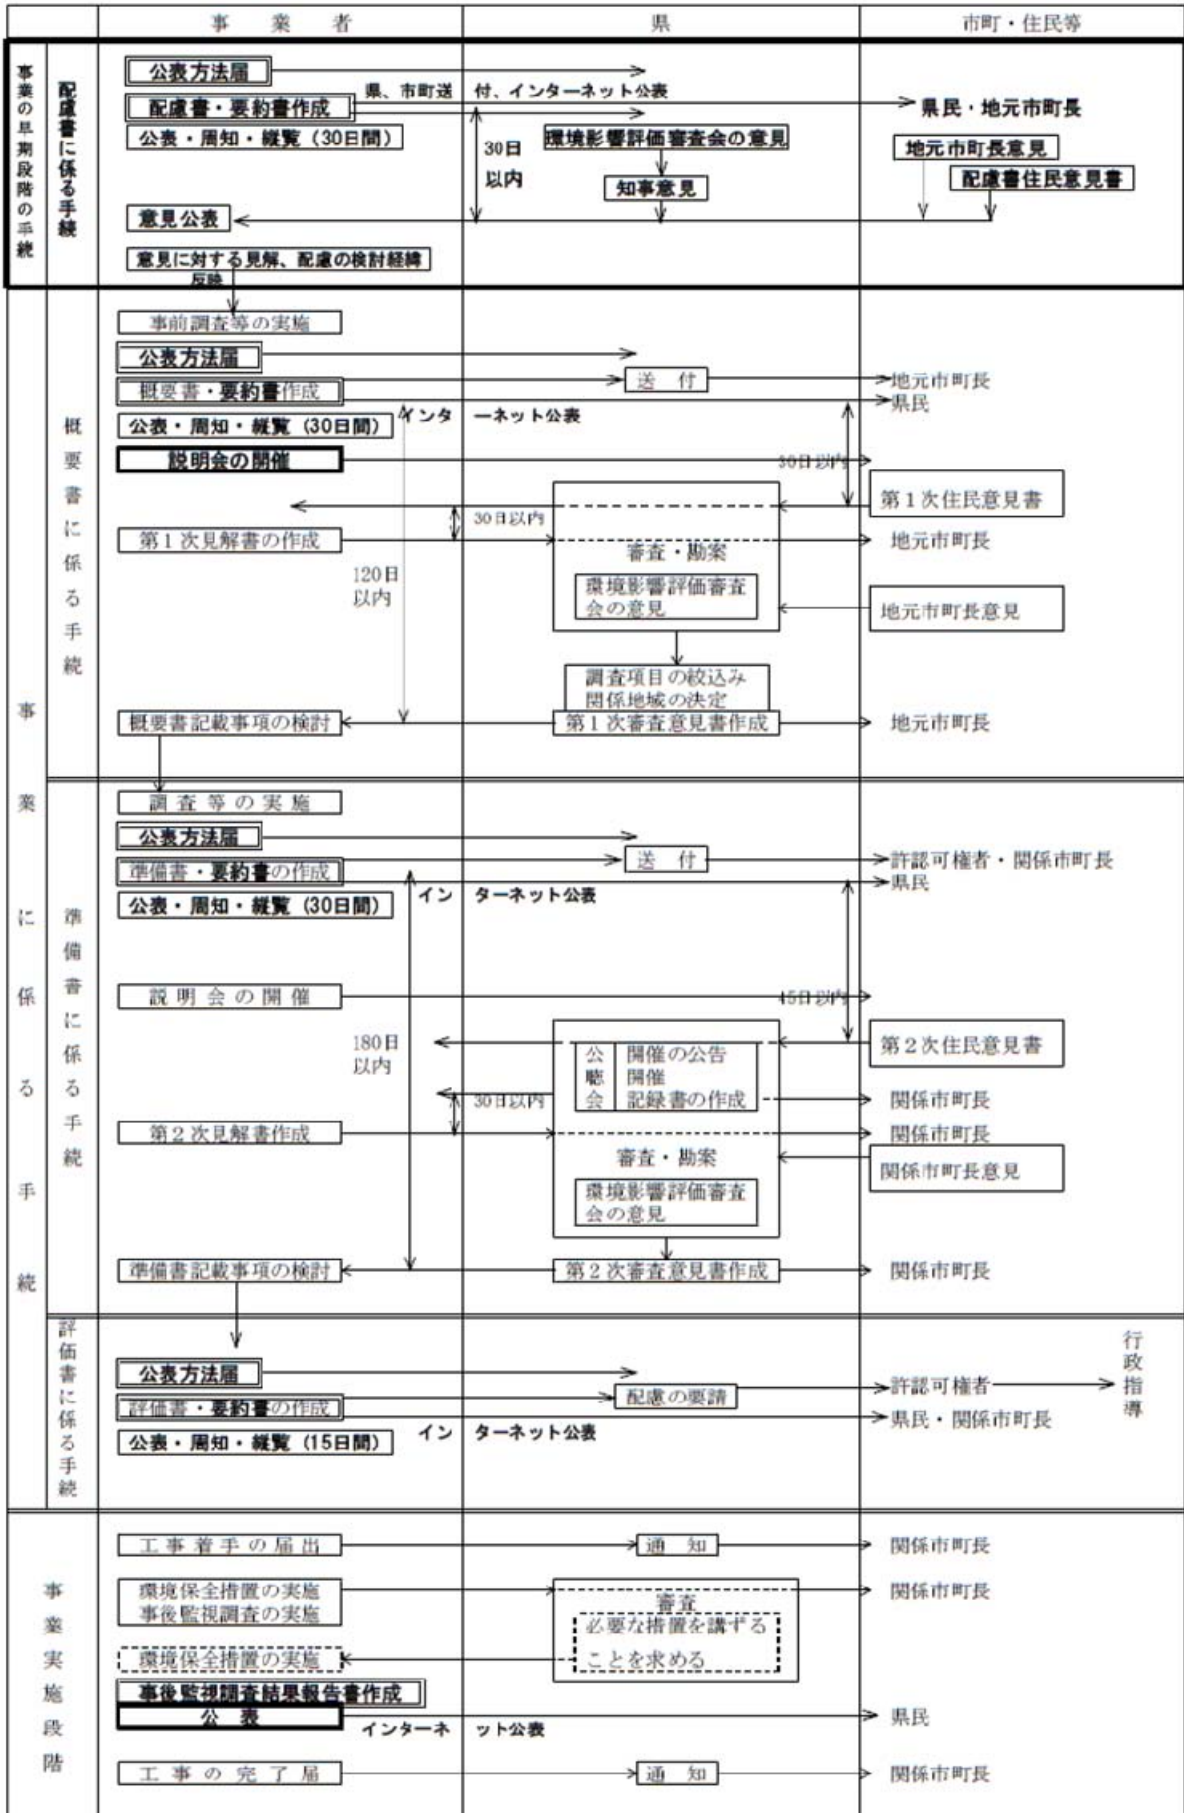 事　業　者　県　市町・住民等
事業の早期段階の手続
配慮書に係る手続
公表方法届
県、市町送付、インターネット公表
配慮書・要約書作成
県民・地元市町長
公表・周知・縦覧（30日間）
30日
以内
環境影響評価審査会の意見
地元市町長意見
知事意見
配慮書住民意見書
意見公表
意見に対する見解、配慮の検討経緯
反映
事業に係る手続
概要書に係る手続
事前調査等の実施
公表方法届
概要書・要約書作成
送　付
地元市町長
県民
インターネット公表
公表・周知・縦覧（30日間）
説明会の開催
30日以内
第１次住民意見書
30日以内
第１次見解書の作成
地元市町長
審査・勘案
120日
以内
環境影響評価審査
会の意見
地元市町長意見
調査項目の絞込み
関係地域の決定
概要書記載事項の検討
第１次審査意見書作成
地元市町長
準備書に係る手続
調査等の実施
公表方法届
準備書・要約書の作成
送　付
許認可権者・関係市町長
県民
インターネット公表
公表・周知・縦覧（30日間）
説明会の開催
45日以内
180日
以内
公聴会
開催の公告
開催
記録書の作成
第２次住民意見書
関係市町長
30日以内
第２次見解書作成
関係市町長
審査・勘案
関係市町長意見
環境影響評価審査
会の意見
準備書記載事項の検討
第２次審査意見書作成
関係市町長
評価書に係る手続
公表方法届
評価書・要約書の作成
配慮の要請
許認可権者
行政指導
県民・関係市町長
インターネット公表
公表・周知・縦覧（15日間）
事業実施段階
工事着手の届出
通　知
関係市町長
環境保全措置の実施
事後監視調査の実施
関係市町長
審査
必要な措置を講ずる
ことを求める
環境保全措置の実施
事後監視調査結果報告書作成
公　表
インターネット公表
県民
工事の完了届
通　知
関係市町長